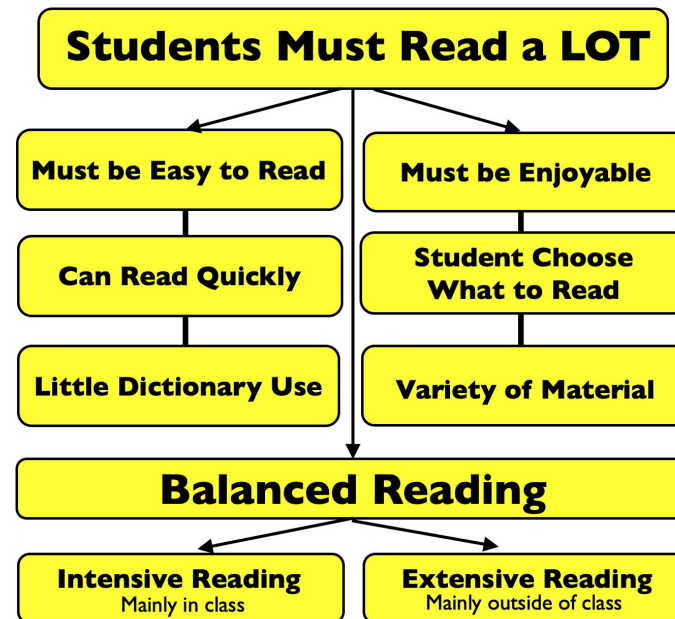 Students Must Read a LOT
Must be Easy to Read
Must be Enjoyable
Can Read Quickly
Student Choose
What to Read
Little Dictionary Use
Variety of Material
Balanced Reading
Intensive Reading
Mainly in class
Extensive Reading
Mainly outside of class